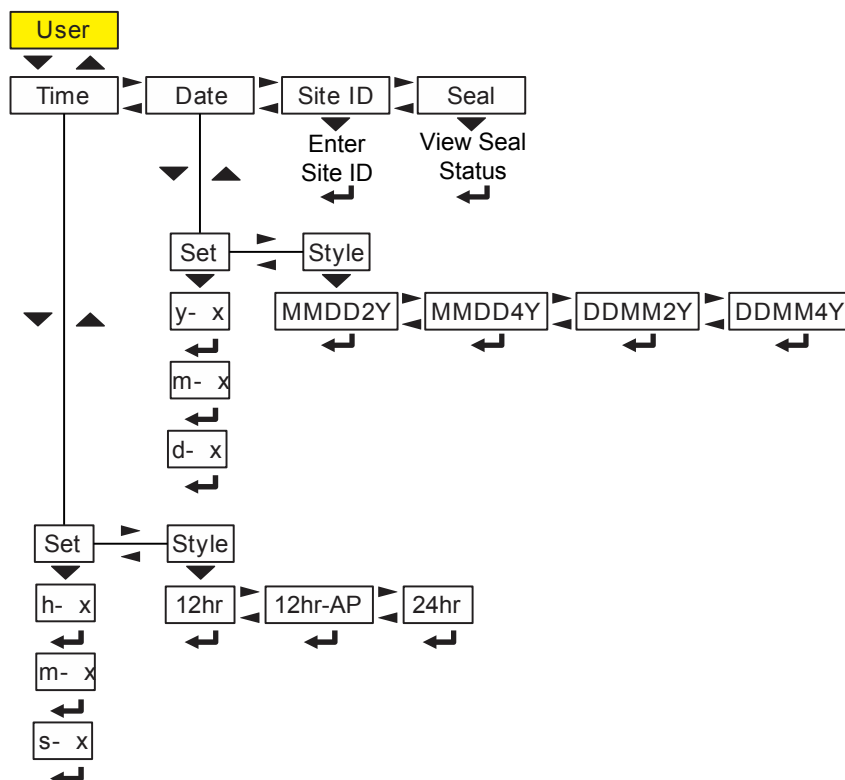 User
Time Date Site ID Seal
Enter
Site ID
View Seal
Status
Set Style
y- x
MMDD2Y MMDD4Y DDMM2Y DDMM4Y
m- x
d- x
Set Style
h- x
12hr 12hr-AP 24hr
m- x
s- x